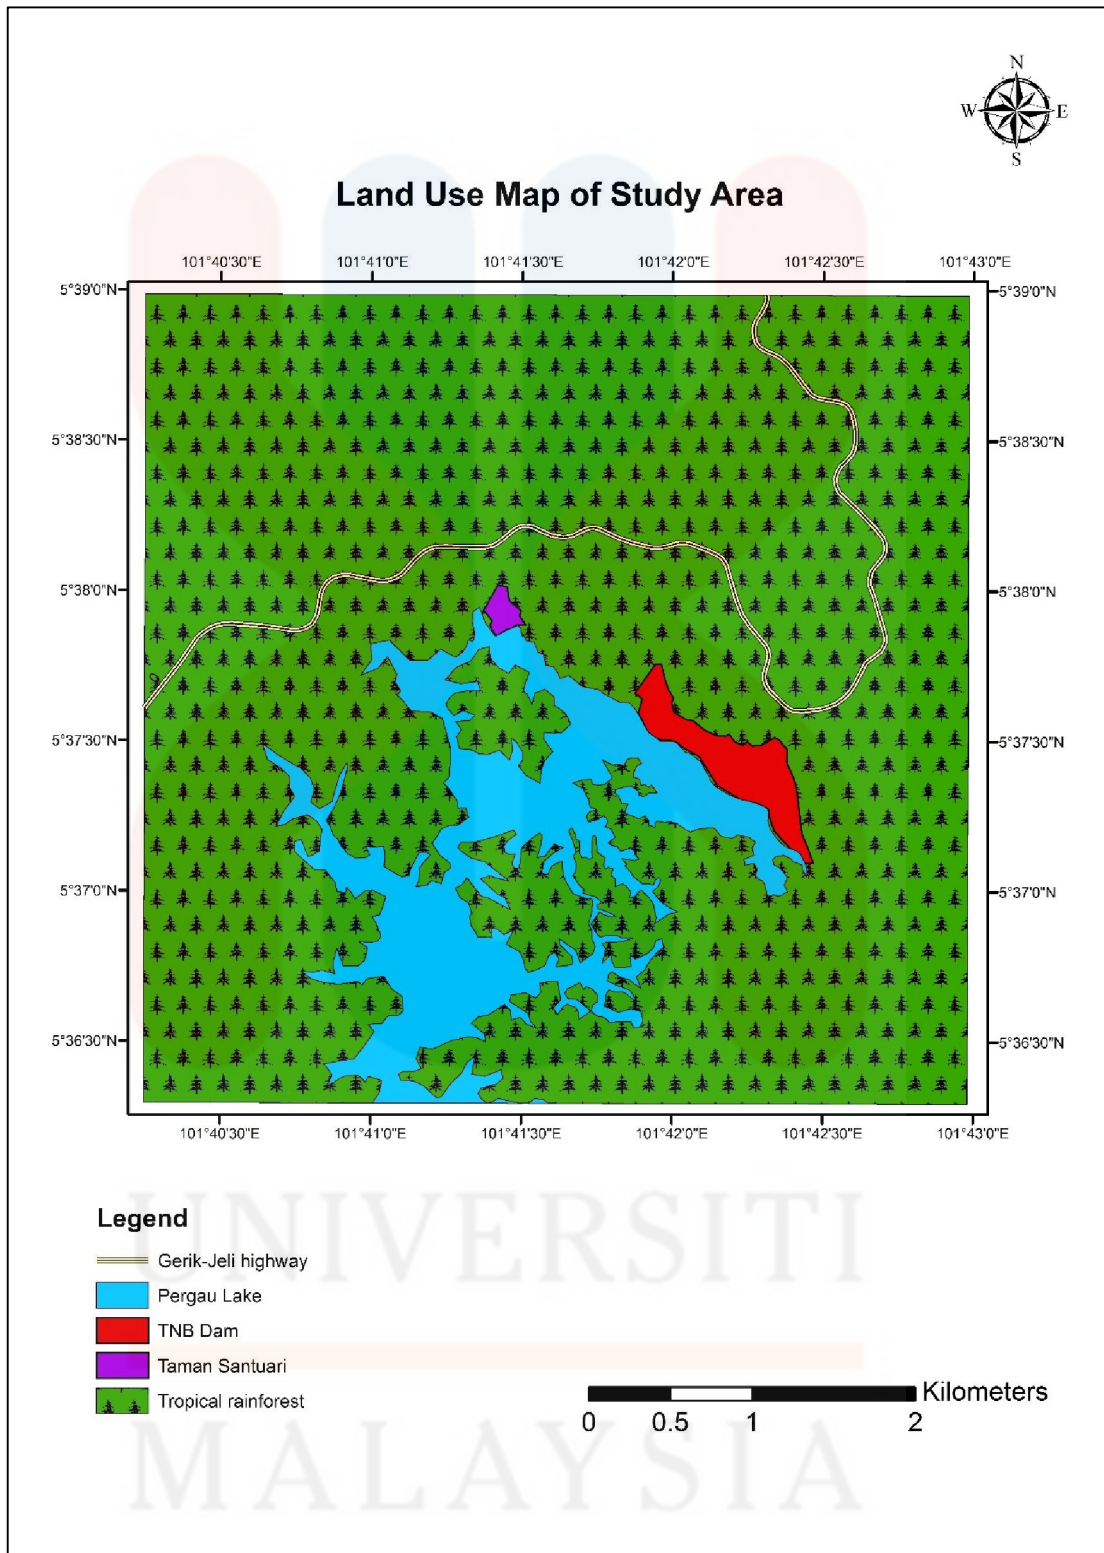 N
W E
S
Land Use Map of Study Area
101°40'30"E 101°41'0"E 101°41'30"E 101°42'0"E 101°42'30"E 101°43'0"E
5°39'0"N 5°39'0"N
5°38'30"N 5°38'30"N
5°38'0"N 5°38'0"N
5°37'30"N 5°37'30"N
5°37'0"N 5°37'0"N
5°36'30"N 5°36'30"N
101°40'30"E 101°41'0"E 101°41'30"E 101°42'0"E 101°42'30"E 101°43'0"E
UNIVERSITI
Legend
Gerik-Jeli highway
Pergau Lake
TNB Dam
Taman Santuari
Tropical rainforest
Kilometers
0 0.5 1 2
MALAYSIA